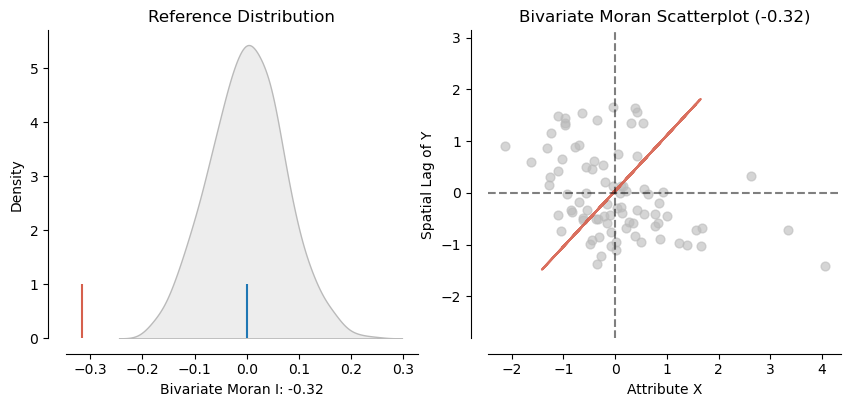 Reference Distribution
Density
5
4
3
2
1
0
−0.3 −0.2 −0.1 0.0 0.1 0.2 0.3
Bivariate Moran I: -0.32
Bivariate Moran Scatterplot (-0.32)
Spatial Lag of Y
3
2
1
0
−1
−2
−2 −1 0 1 2 3 4
Attribute X